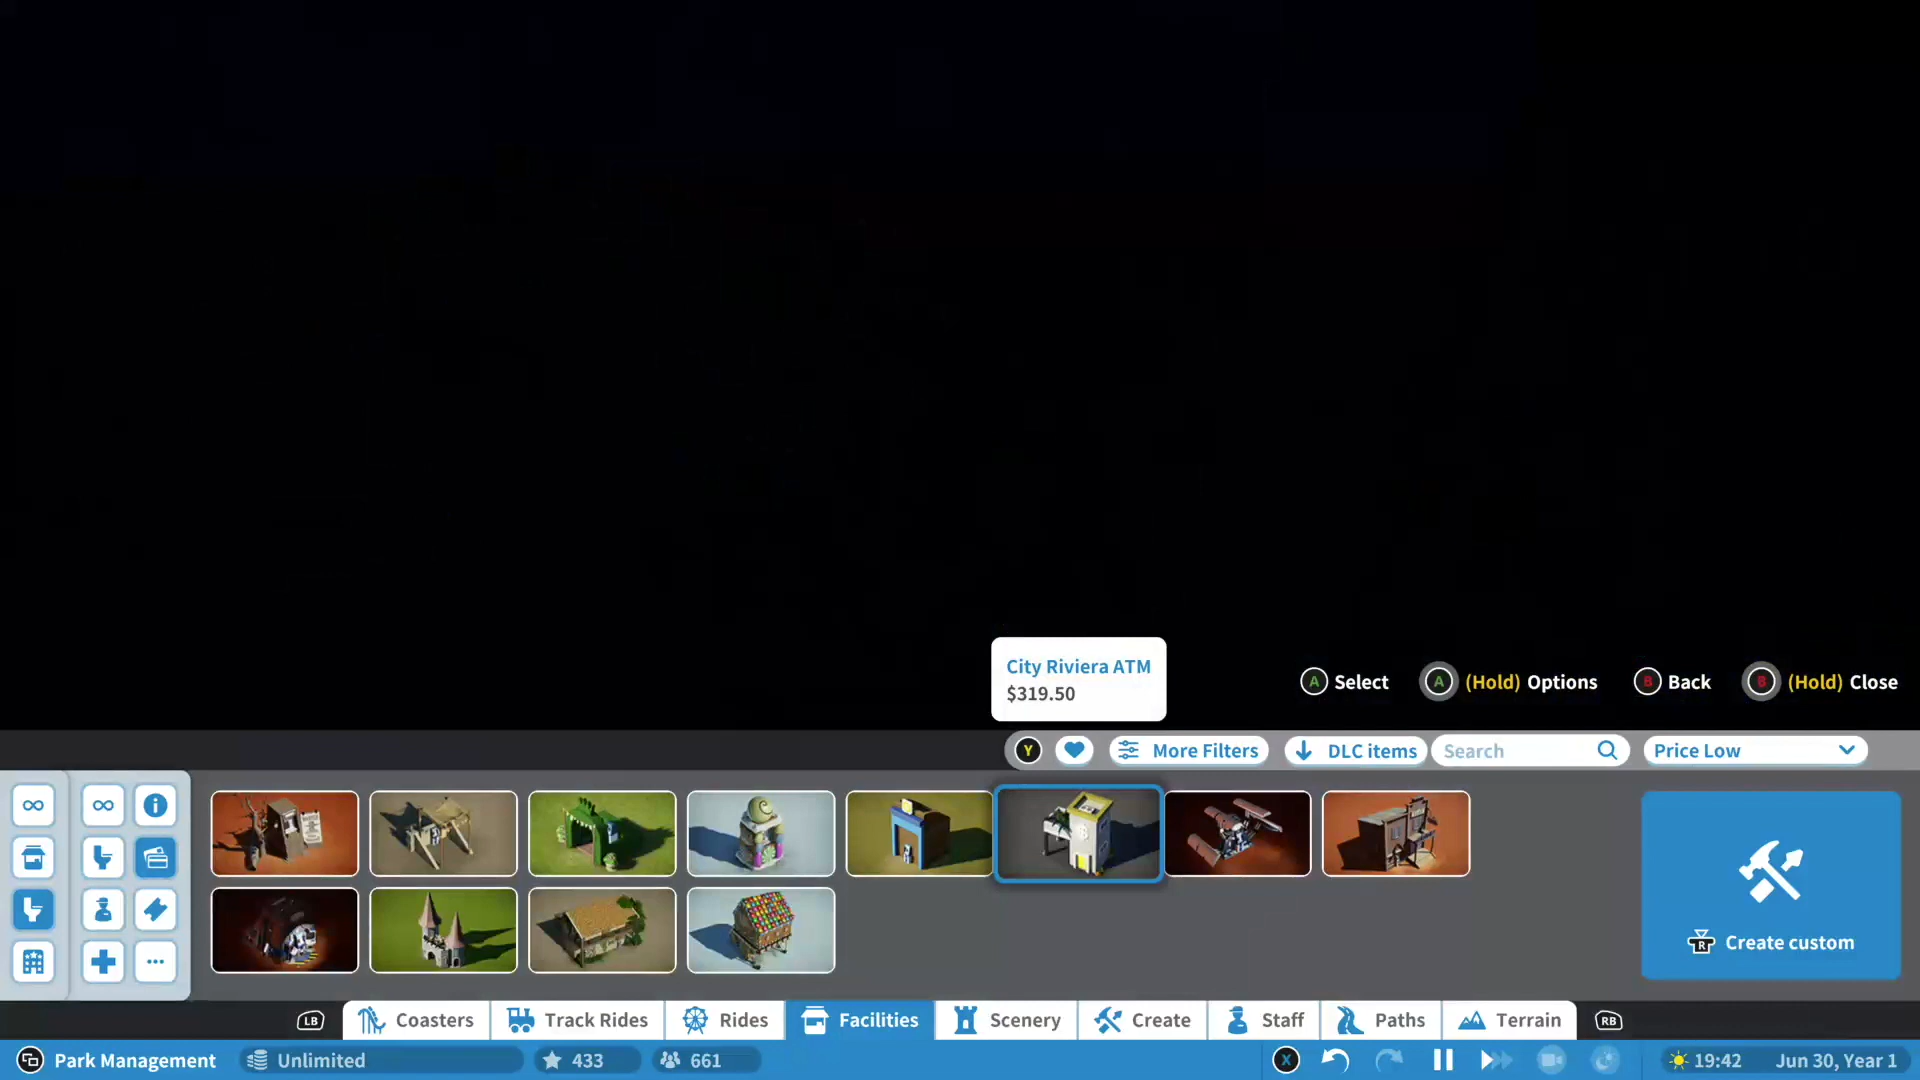 City Riviera ATM
$319.50
A Select
A (Hold) Options
B Back
B (Hold) Close
Y
More Filters
DLC items
Search
Price Low
R Create custom
LB
Coasters
Track Rides
Rides
Facilities
Scenery
Create
Staff
Paths
Terrain
RB
Park Management
Unlimited
433
661
X
19:42
Jun 30, Year 1